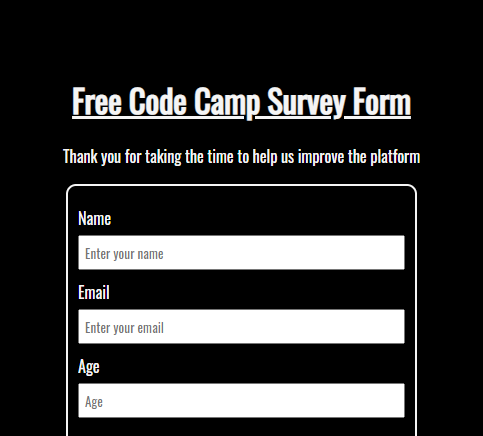 Free Code Camp Survey Form
Thank you for taking the time to help us improve the platform
Name
Enter your name
Email
Enter your email
Age
Age